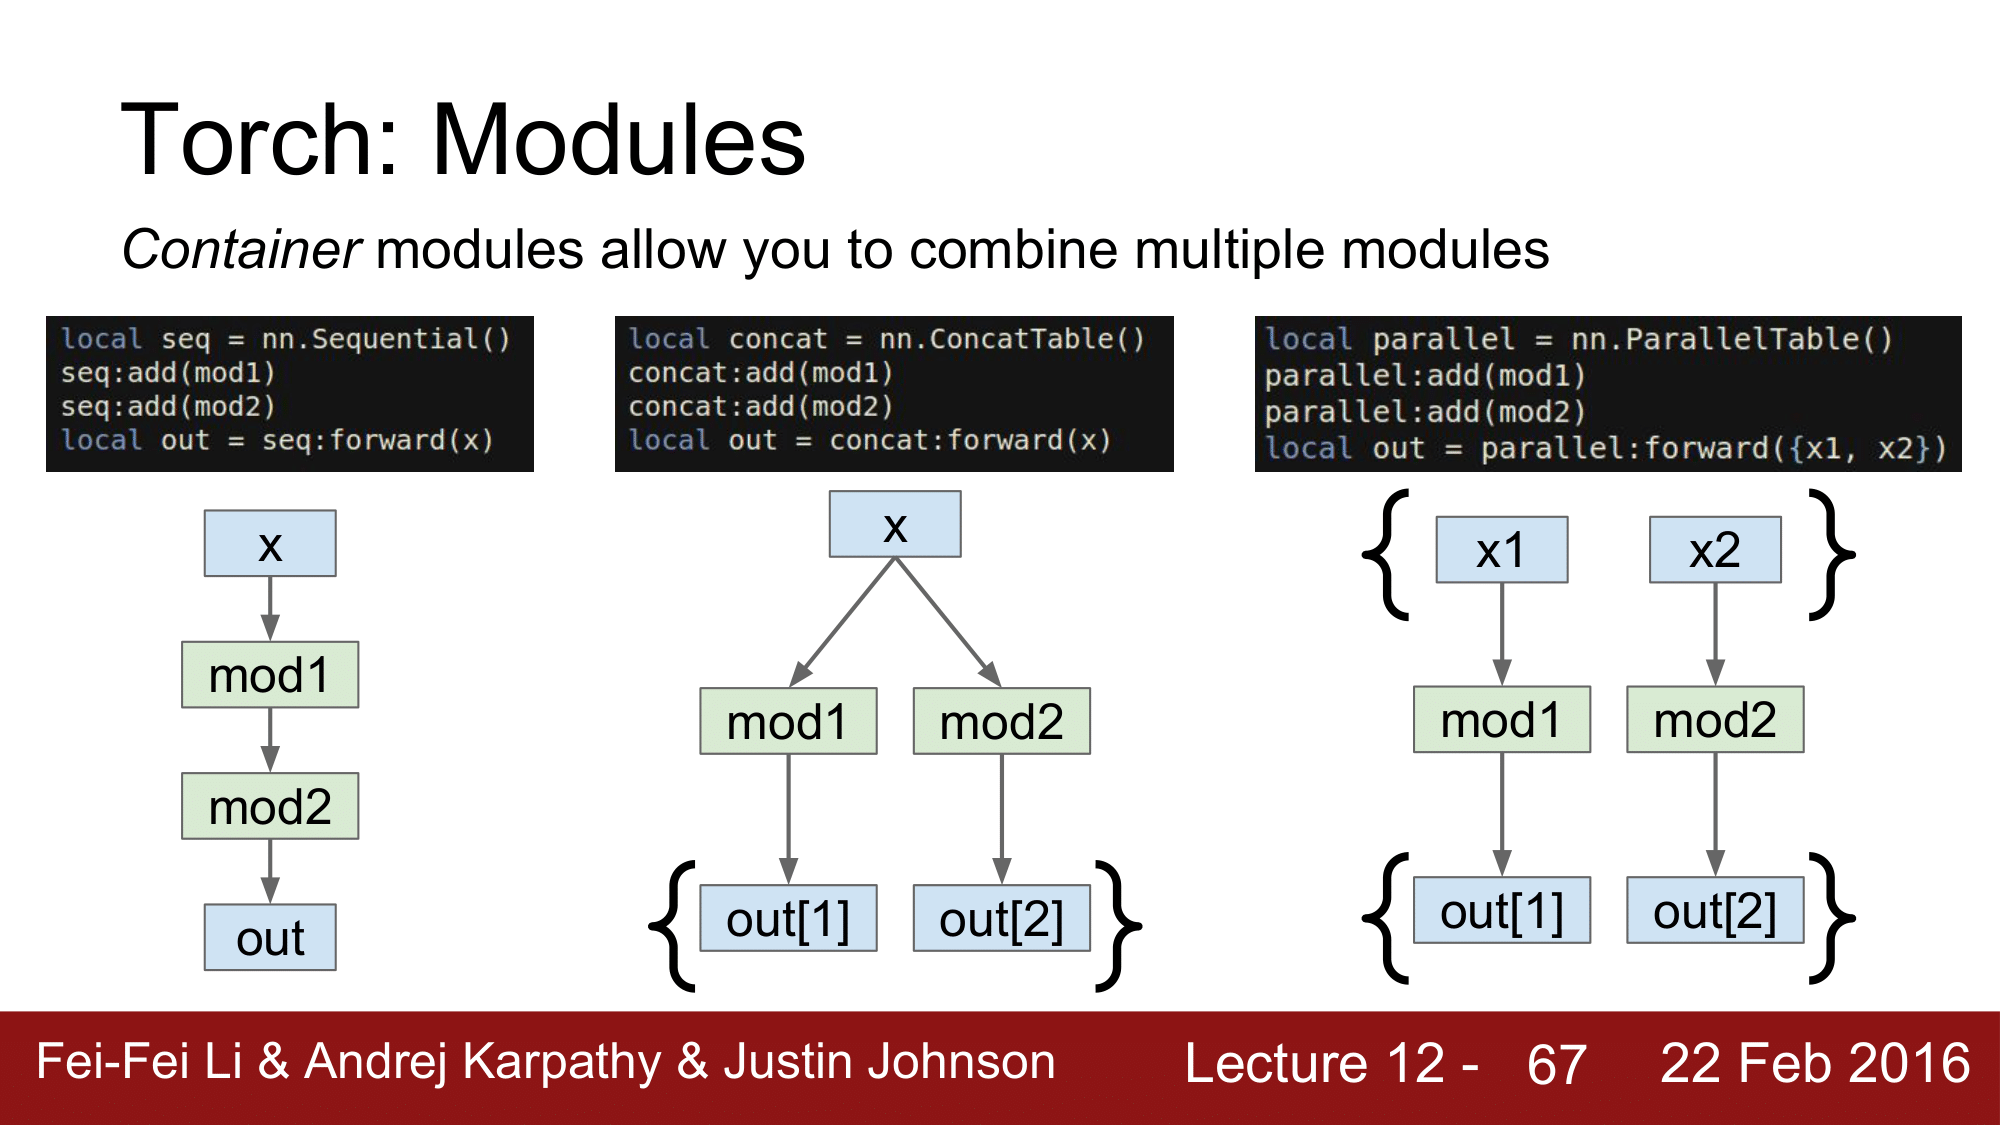 Torch: Modules
Container modules allow you to combine multiple modules
local seq = nn.Sequential()
seq:add(mod1)
seq:add(mod2)
local out = seq:forward(x)
local concat = nn.ConcatTable()
concat:add(mod1)
concat:add(mod2)
local out = concat:forward(x)
local parallel = nn.ParallelTable()
parallel:add(mod1)
parallel:add(mod2)
local out = parallel:forward({x1, x2})
x
mod1
mod2
out
x
mod1 mod2
{ out[1] out[2] }
{ x1 x2 }
mod1 mod2
{ out[1] out[2] }
Fei-Fei Li & Andrej Karpathy & Justin Johnson Lecture 12 - 67 22 Feb 2016